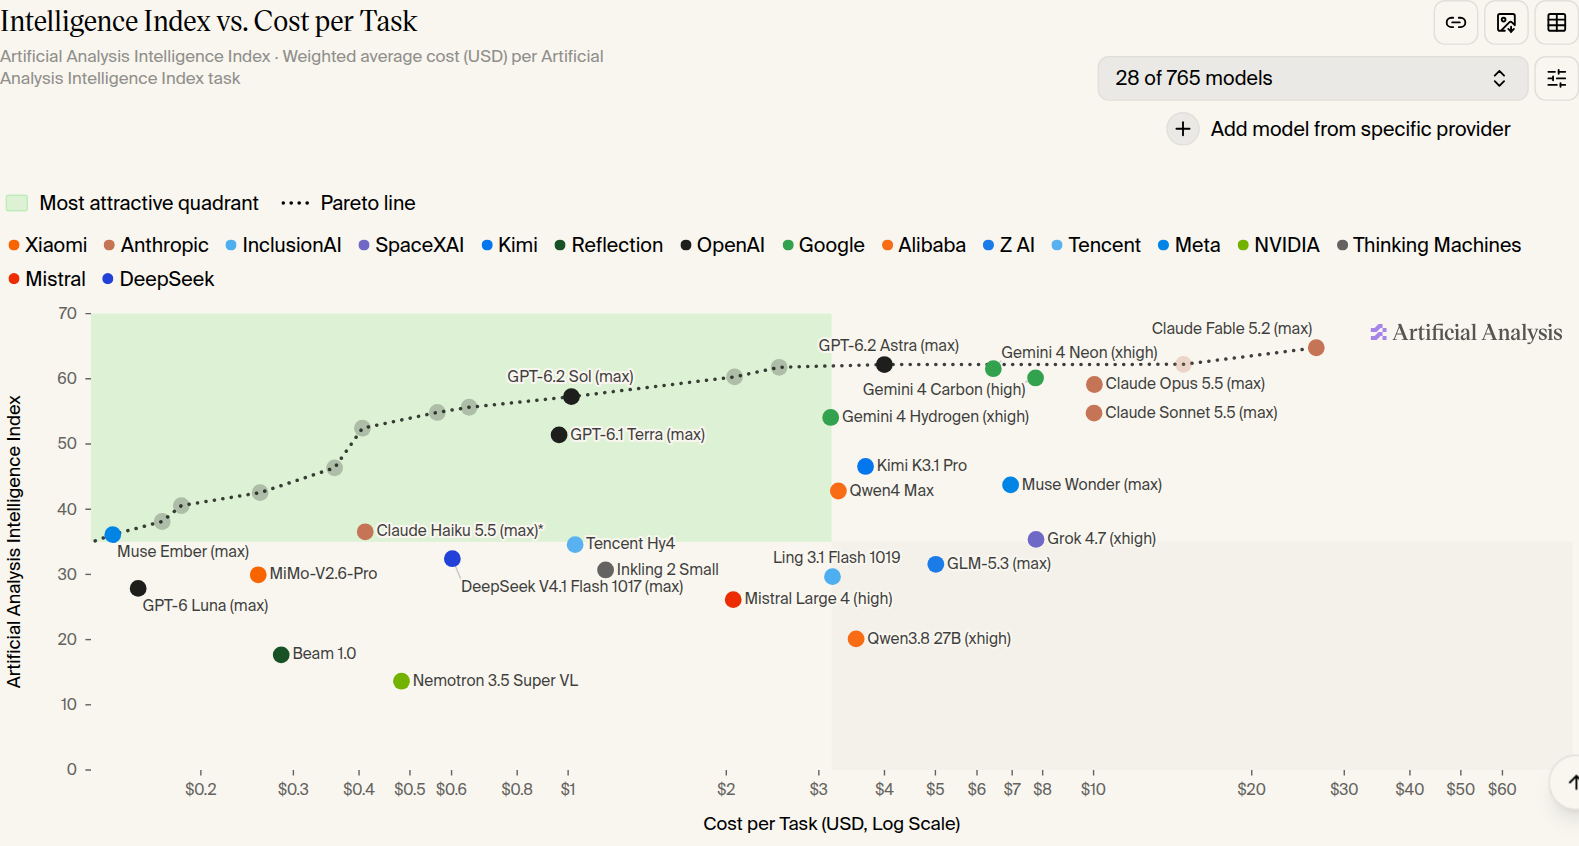 Intelligence Index vs. Cost per Task
Artificial Analysis Intelligence Index · Weighted average cost (USD) per Artificial
Analysis Intelligence Index task
28 of 765 models
Add model from specific provider
Most attractive quadrant
Pareto line
Xiaomi Anthropic InclusionAI SpaceXAI Kimi Reflection OpenAI Google Alibaba Z AI Tencent Meta NVIDIA Thinking Machines
Mistral DeepSeek
Artificial Analysis Intelligence Index
70
60
50
40
30
20
10
0
Artificial Analysis
Claude Fable 5.2 (max)
GPT-6.2 Astra (max)
Gemini 4 Neon (xhigh)
GPT-6.2 Sol (max)
Gemini 4 Carbon (high)
Claude Opus 5.5 (max)
Gemini 4 Hydrogen (xhigh)
Claude Sonnet 5.5 (max)
GPT-6.1 Terra (max)
Kimi K3.1 Pro
Qwen4 Max
Muse Wonder (max)
Claude Haiku 5.5 (max)*
Grok 4.7 (xhigh)
Tencent Hy4
Muse Ember (max)
Ling 3.1 Flash 1019
GLM-5.3 (max)
Inkling 2 Small
MiMo-V2.6-Pro
DeepSeek V4.1 Flash 1017 (max)
GPT-6 Luna (max)
Mistral Large 4 (high)
Qwen3.8 27B (xhigh)
Beam 1.0
Nemotron 3.5 Super VL
$0.2 $0.3 $0.4 $0.5 $0.6 $0.8 $1 $2 $3 $4 $5 $6 $7 $8 $10 $20 $30 $40 $50 $60
Cost per Task (USD, Log Scale)